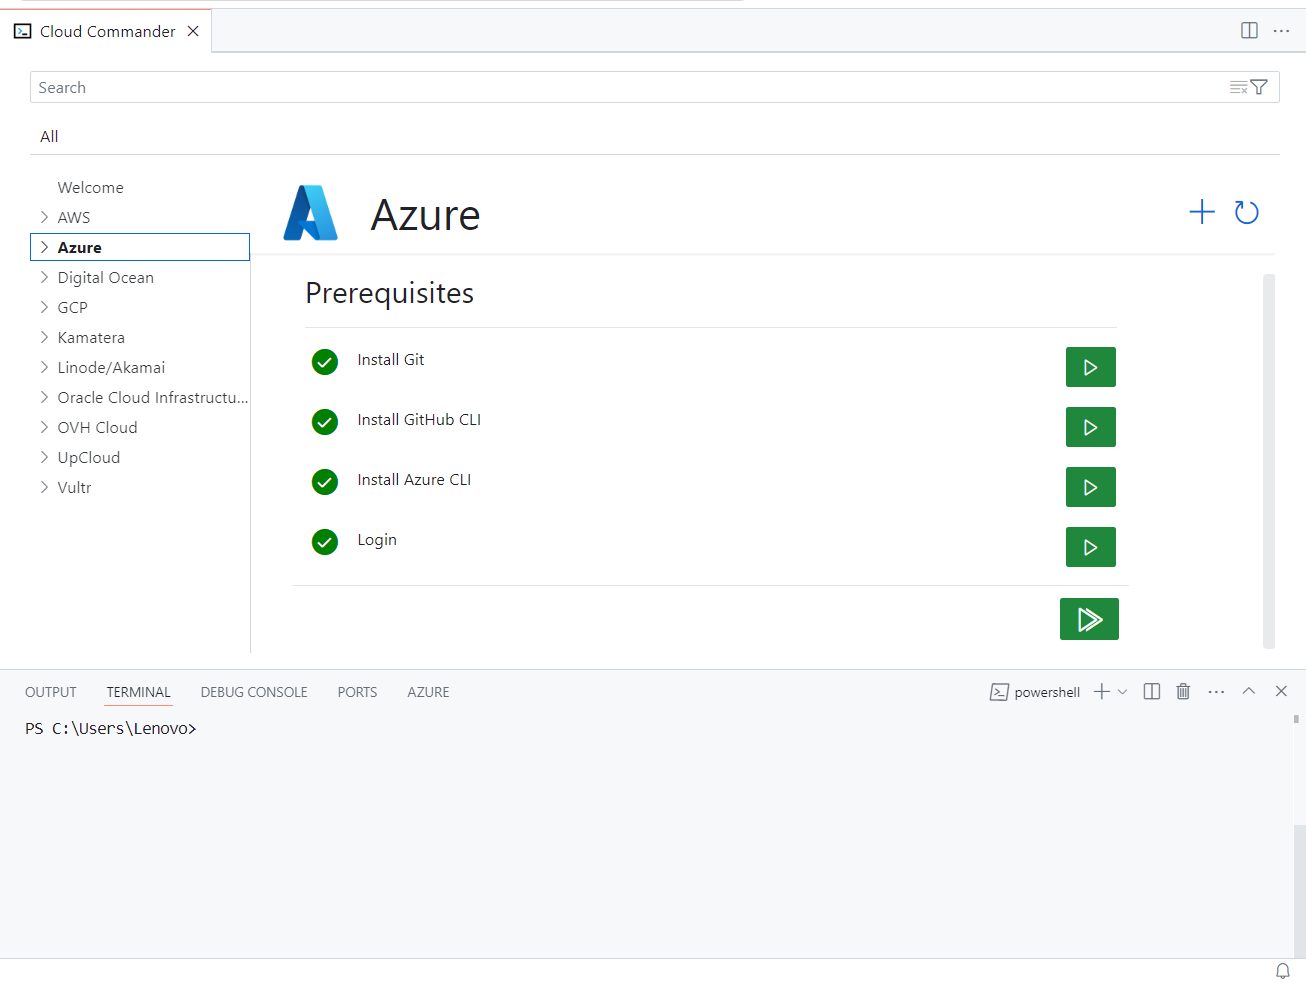 Cloud Commander
Search
All
Welcome
AWS
Azure
Digital Ocean
GCP
Kamatera
Linode/Akamai
Oracle Cloud Infrastructu...
OVH Cloud
UpCloud
Vultr
Azure
Prerequisites
Install Git
Install GitHub CLI
Install Azure CLI
Login
OUTPUT TERMINAL DEBUG CONSOLE PORTS AZURE powershell
PS C:\Users\Lenovo>